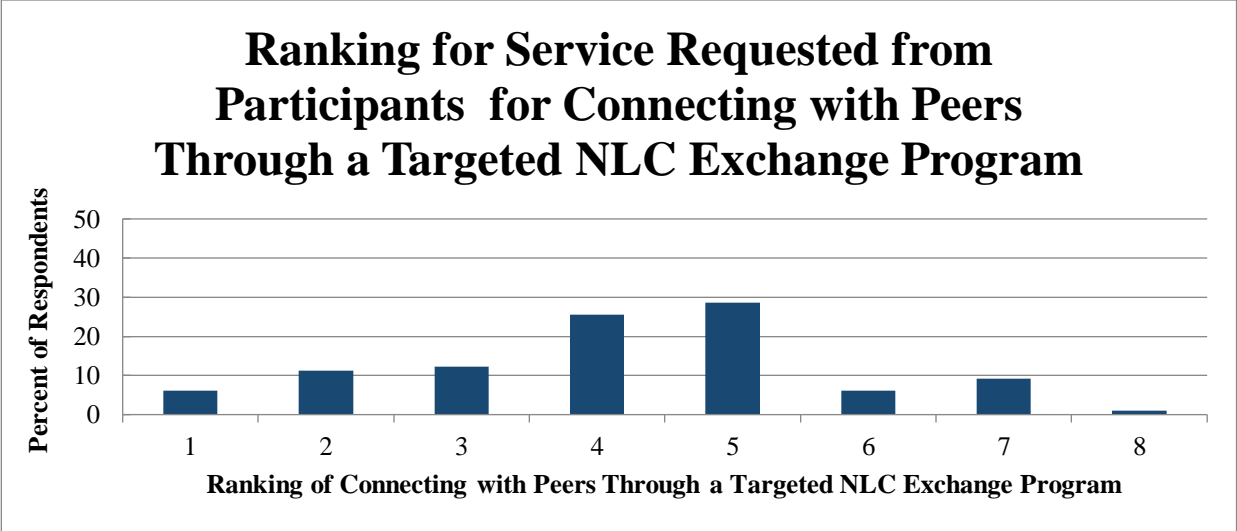 Ranking for Service Requested from
Participants for Connecting with Peers
Through a Targeted NLC Exchange Program
Percent of Respondents
50
40
30
20
10
0
1 2 3 4 5 6 7 8
Ranking of Connecting with Peers Through a Targeted NLC Exchange Program